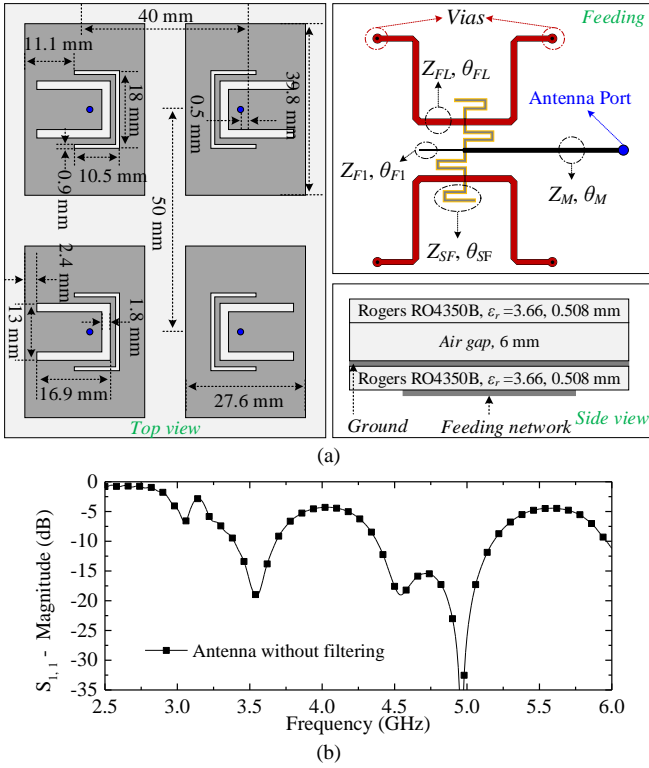 40 mm
11.1 mm
18 mm
39.8 mm
0.5 mm
10.5 mm
0.9 mm
50 mm
2.4 mm
1.8 mm
13 mm
16.9 mm
27.6 mm
Top view
Vias
Feeding
Z_FL, θ_FL
Antenna Port
Z_F1, θ_F1
Z_M, θ_M
Z_SF, θ_SF
Rogers RO4350B, ε_r=3.66, 0.508 mm
Air gap, 6 mm
Rogers RO4350B, ε_r=3.66, 0.508 mm
Ground
Feeding network
Side view
(a)
S_1,1 - Magnitude (dB)
0
-5
-10
-15
-20
-25
-30
-35
Antenna without filtering
2.5 3.0 3.5 4.0 4.5 5.0 5.5 6.0
Frequency (GHz)
(b)